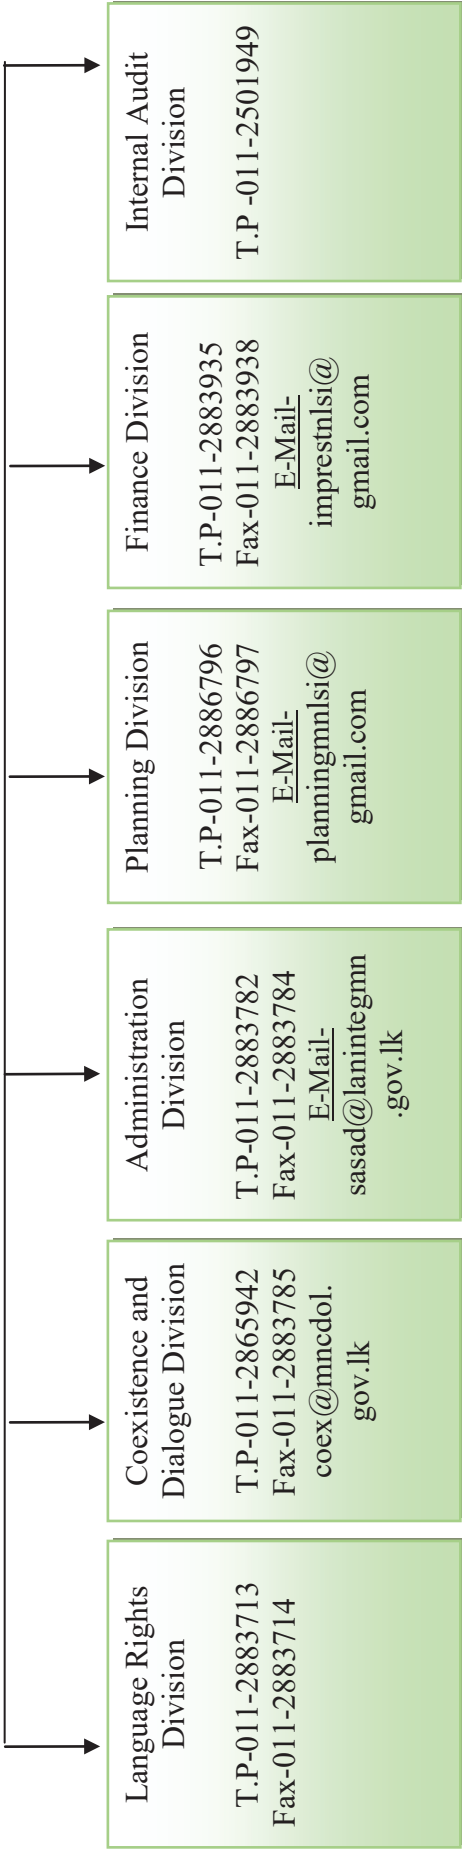 Language Rights
Division
T.P-011-2883713
Fax-011-2883714
Coexistence and
Dialogue Division
T.P-011-2865942
Fax-011-2883785
coex@mncdol.
gov.lk
Administration
Division
T.P-011-2883782
Fax-011-2883784
E-Mail-
sasad@lanintegmn
.gov.lk
Planning Division
T.P-011-2886796
Fax-011-2886797
E-Mail-
planningmnlsi@
gmail.com
Finance Division
T.P-011-2883935
Fax-011-2883938
E-Mail-
imprestnlsi@
gmail.com
Internal Audit
Division
T.P -011-2501949